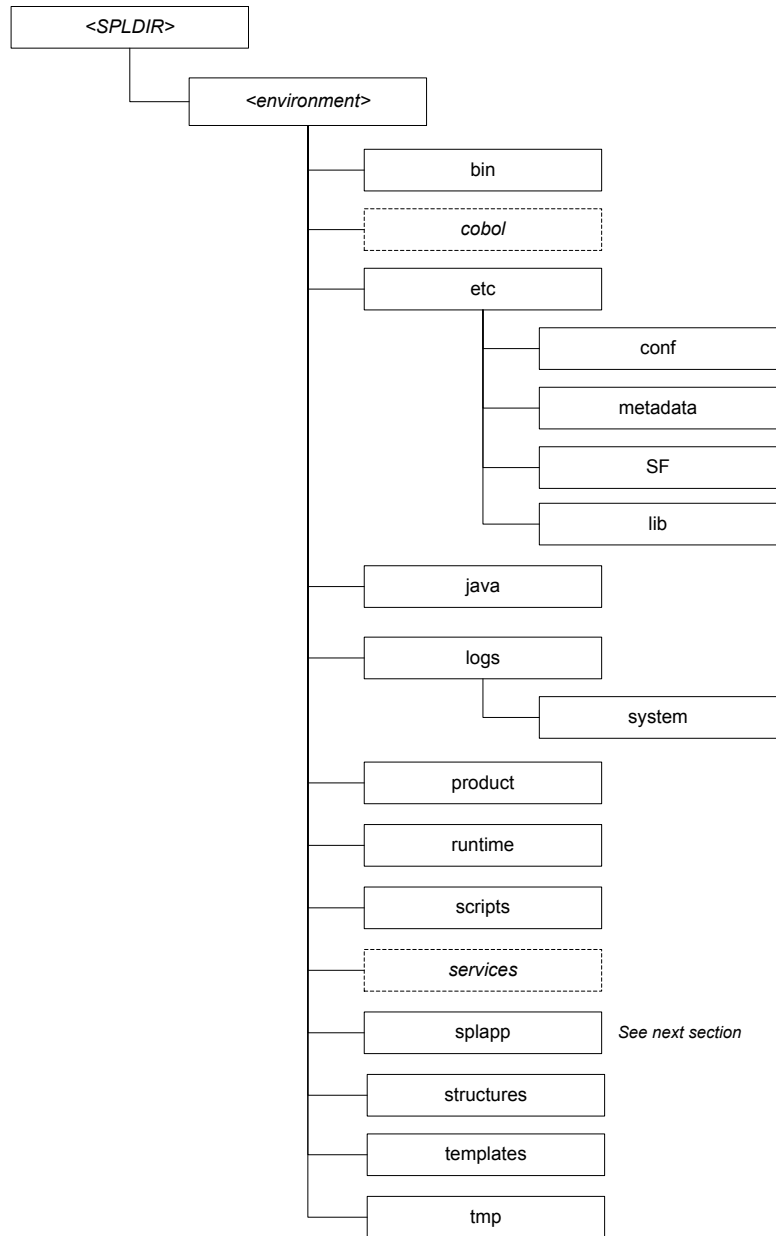 <SPLDIR>
<environment>
bin
cobol
etc
conf
metadata
SF
lib
java
logs
system
product
runtime
scripts
services
splapp
See next section
structures
templates
tmp